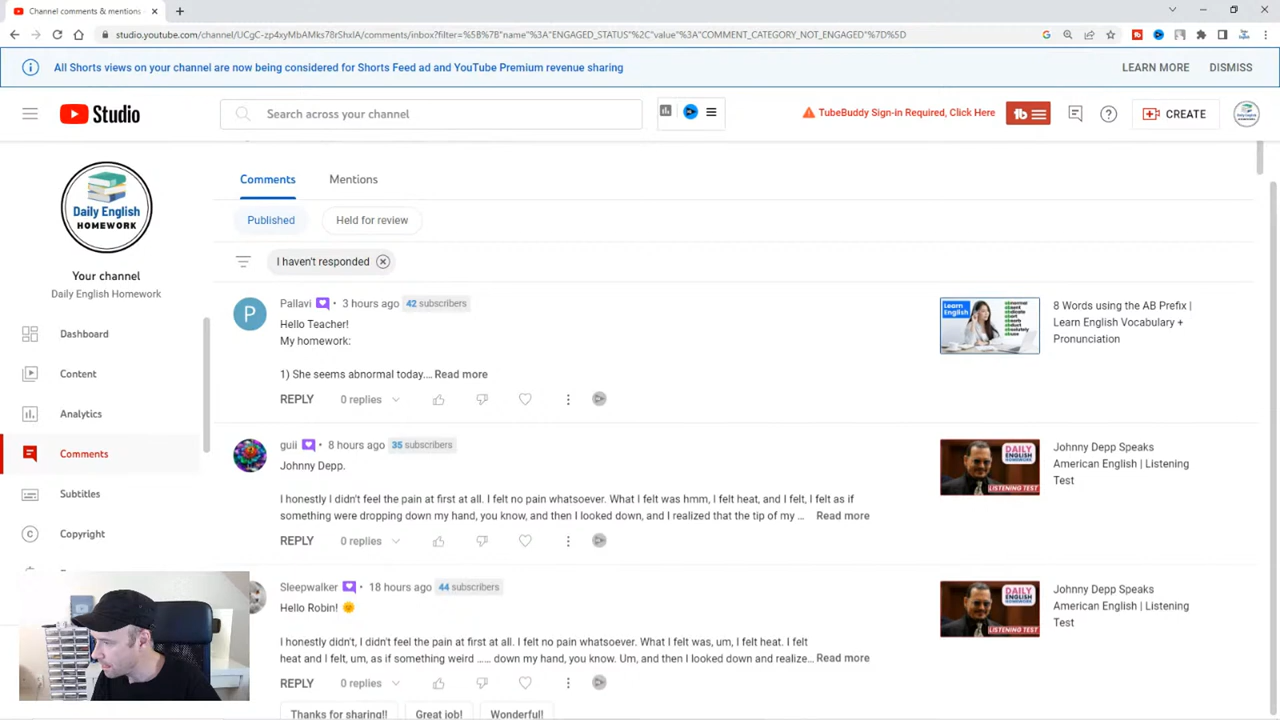 Channel comments & mentions
studio.youtube.com/channel/UCgC-zp4xyMbAMks78rShxlA/comments/inbox?filter=%5B%7B"name"%3A"ENGAGED_STATUS"%2C"value"%3A"COMMENT_CATEGORY_NOT_ENGAGED"%7D%5D
All Shorts views on your channel are now being considered for Shorts Feed ad and YouTube Premium revenue sharing
LEARN MORE
DISMISS
Studio
Search across your channel
TubeBuddy Sign-in Required, Click Here
tb
CREATE
Daily English
HOMEWORK
Your channel
Daily English Homework
Dashboard
Content
Analytics
Comments
Subtitles
Copyright
Comments
Mentions
Published
Held for review
I haven't responded
P
Pallavi • 3 hours ago 42 subscribers
Hello Teacher!
My homework:
1) She seems abnormal today.... Read more
REPLY 0 replies
Learn
English
8 Words using the AB Prefix |
Learn English Vocabulary +
Pronunciation
guii • 8 hours ago 35 subscribers
Johnny Depp.
I honestly I didn't feel the pain at first at all. I felt no pain whatsoever. What I felt was hmm, I felt heat, and I felt, I felt as if
something were dropping down my hand, you know, and then I looked down, and I realized that the tip of my ... Read more
REPLY 0 replies
DAILY
ENGLISH
LISTENING TEST
Johnny Depp Speaks
American English | Listening
Test
Sleepwalker • 18 hours ago 44 subscribers
Hello Robin! 🌞
I honestly didn't, I didn't feel the pain at first at all. I felt no pain whatsoever. What I felt was, um, I felt heat. I felt
heat and I felt, um, as if something weird ...... down my hand, you know. Um, and then I looked down and realize... Read more
REPLY 0 replies
Thanks for sharing!!
Great job!
Wonderful!
DAILY
ENGLISH
LISTENING TEST
Johnny Depp Speaks
American English | Listening
Test